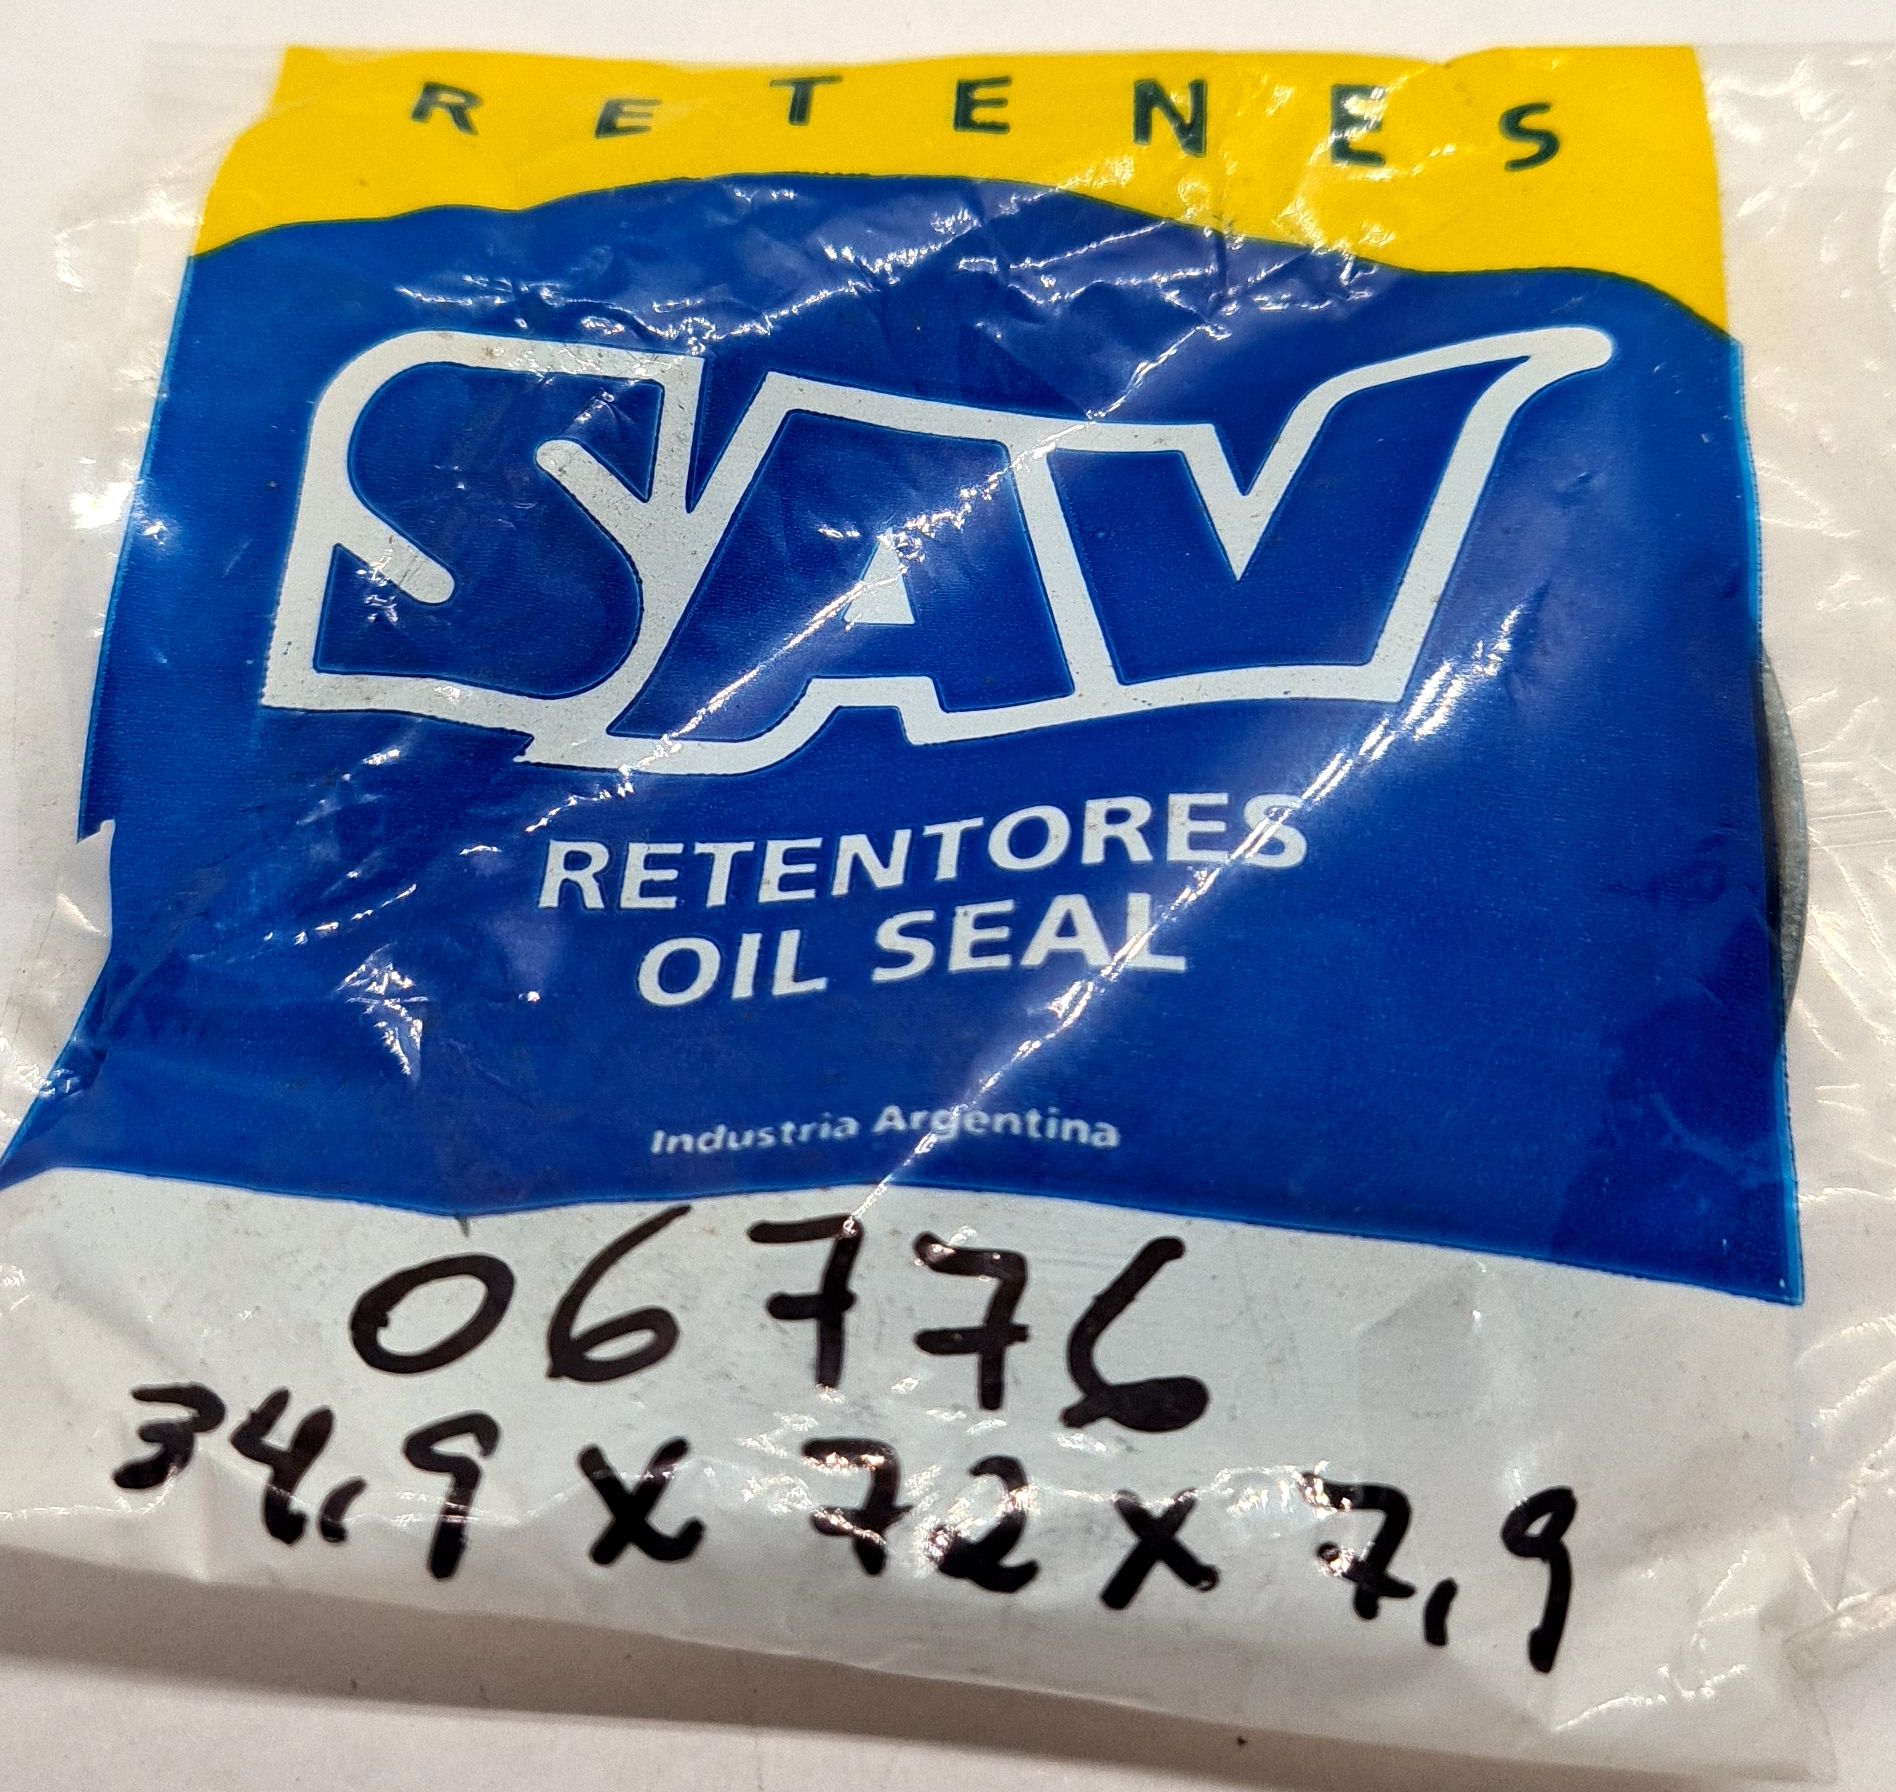 RETENES
SAV
RETENTORES
OIL SEAL
Industria Argentina
06776
34,9 x 72 x 7,9